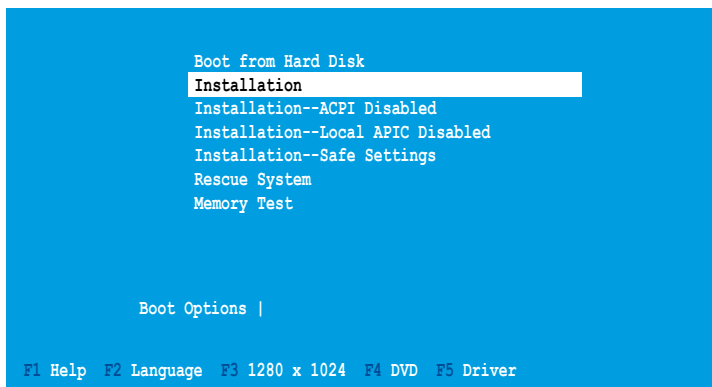 Boot from Hard Disk
Installation
Installation--ACPI Disabled
Installation--Local APIC Disabled
Installation--Safe Settings
Rescue System
Memory Test
Boot Options |
F1 Help F2 Language F3 1280 x 1024 F4 DVD F5 Driver